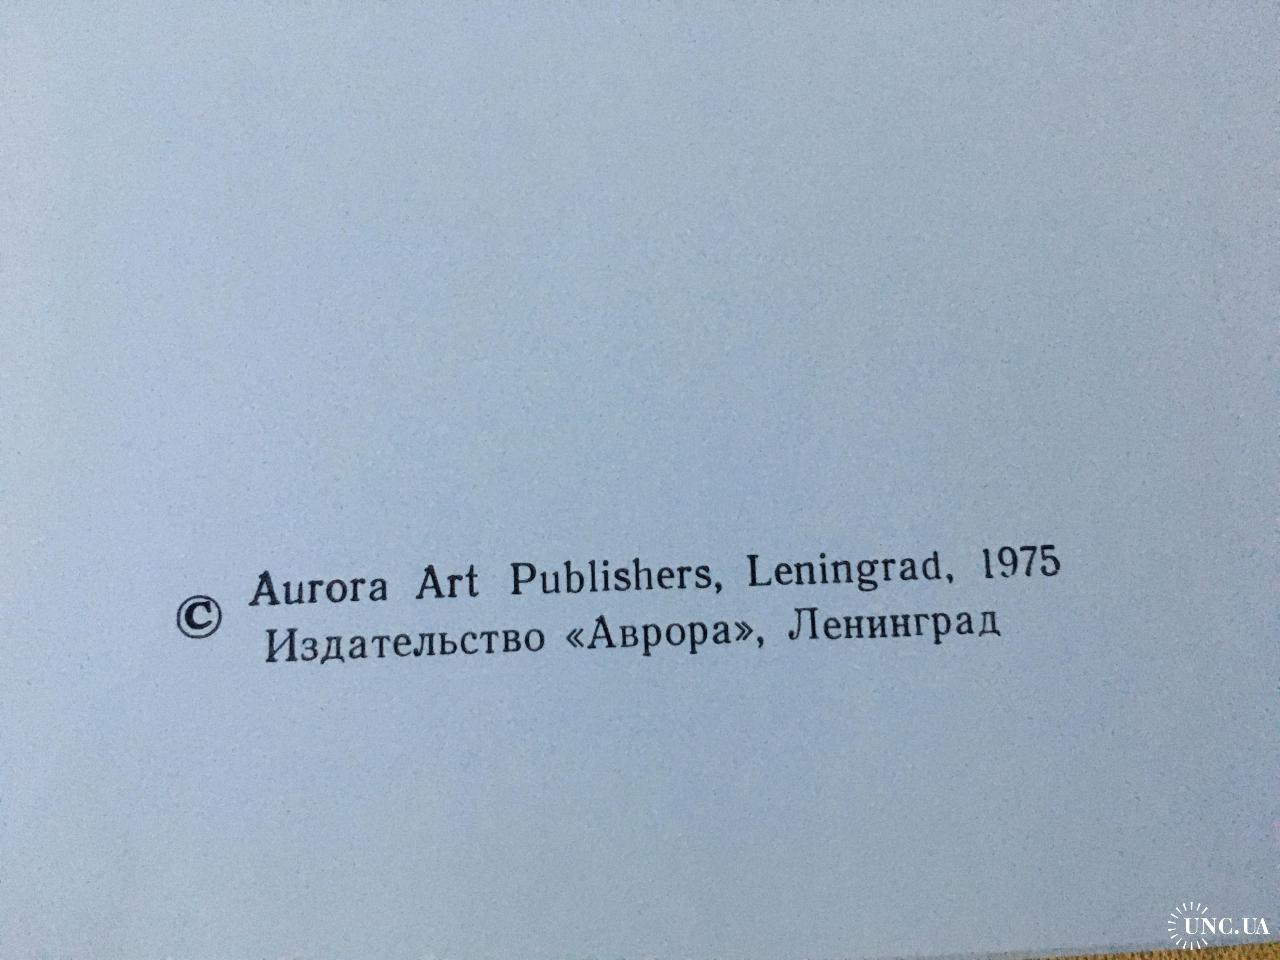 © Aurora Art Publishers, Leningrad, 1975
Издательство «Аврора», Ленинград
UNC.UA